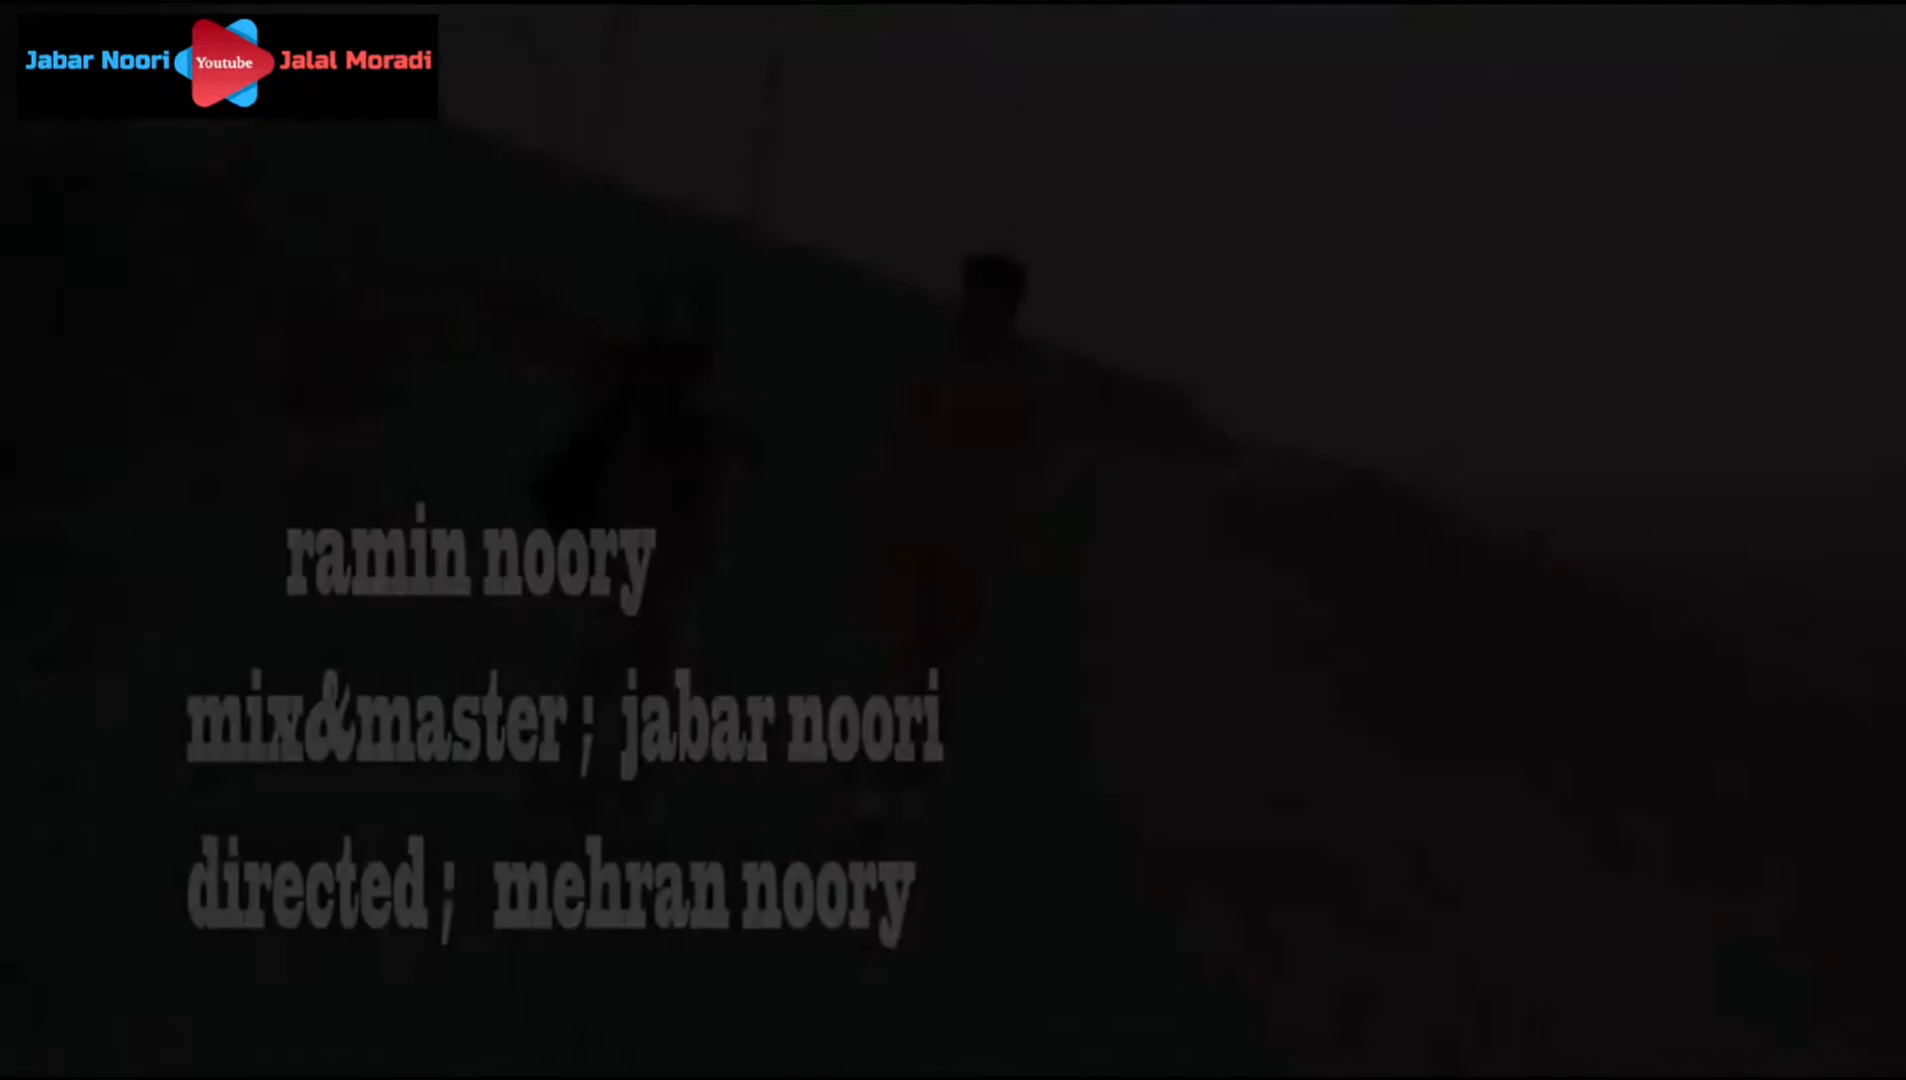 Jabar Noori Youtube Jalal Moradi
ramin noory
mix&master; jabar noori
directed; mehran noory